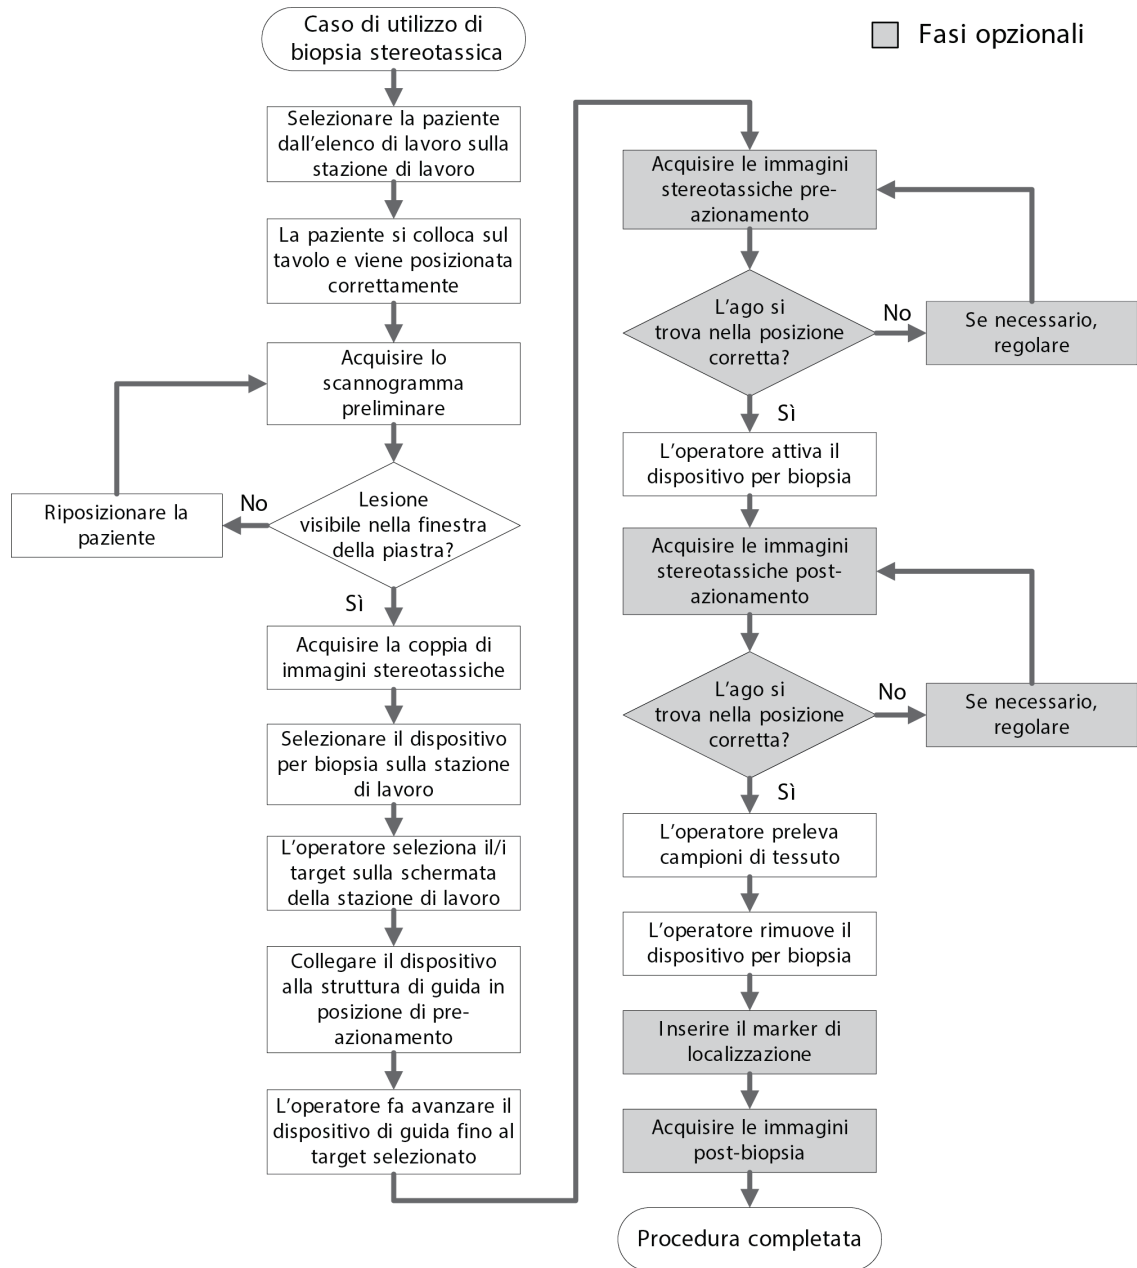 Caso di utilizzo di
biopsia stereotassica
Fasi opzionali
Selezionare la paziente
dall'elenco di lavoro sulla
stazione di lavoro
La paziente si colloca sul
tavolo e viene posizionata
correttamente
Acquisire lo
scannogramma
preliminare
Lesione
visibile nella finestra
della piastra?
No
Riposizionare la
paziente
Sì
Acquisire la coppia di
immagini stereotassiche
Selezionare il dispositivo
per biopsia sulla stazione
di lavoro
L'operatore seleziona il/i
target sulla schermata
della stazione di lavoro
Collegare il dispositivo
alla struttura di guida in
posizione di pre-
azionamento
L'operatore fa avanzare il
dispositivo di guida fino al
target selezionato
Acquisire le immagini
stereotassiche pre-
azionamento
L'ago si
trova nella posizione
corretta?
No
Se necessario,
regolare
Sì
L'operatore attiva il
dispositivo per biopsia
Acquisire le immagini
stereotassiche post-
azionamento
L'ago si
trova nella posizione
corretta?
No
Se necessario,
regolare
Sì
L'operatore preleva
campioni di tessuto
L'operatore rimuove il
dispositivo per biopsia
Inserire il marker di
localizzazione
Acquisire le immagini
post-biopsia
Procedura completata